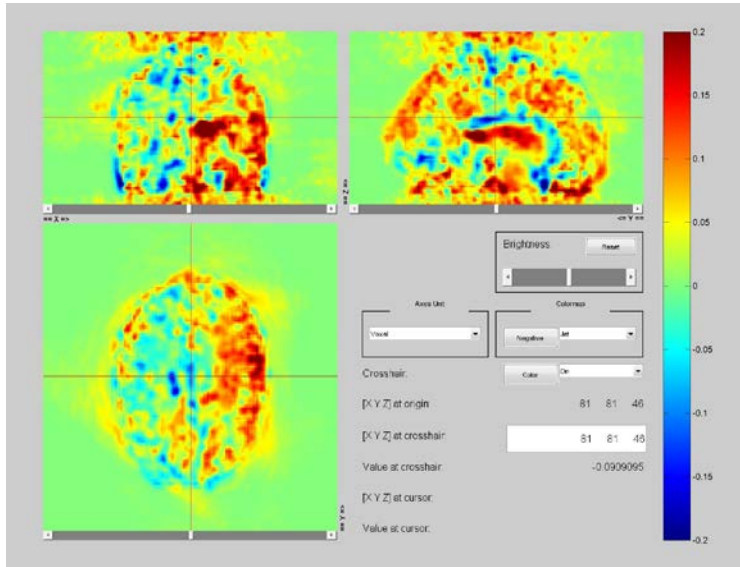 0.2
0.15
0.1
0.05
0
-0.05
-0.1
-0.15
-0.2
<< X >>
<< Z >>
<< Y >>
<< Y >>
Brightness
Reset
Axes Unit
Voxel
Colormap
Negative
Jet
Crosshair:
Color
On
[X Y Z] at origin:
81 81 46
[X Y Z] at crosshair:
81 81 46
Value at crosshair:
-0.0909095
[X Y Z] at cursor:
Value at cursor: